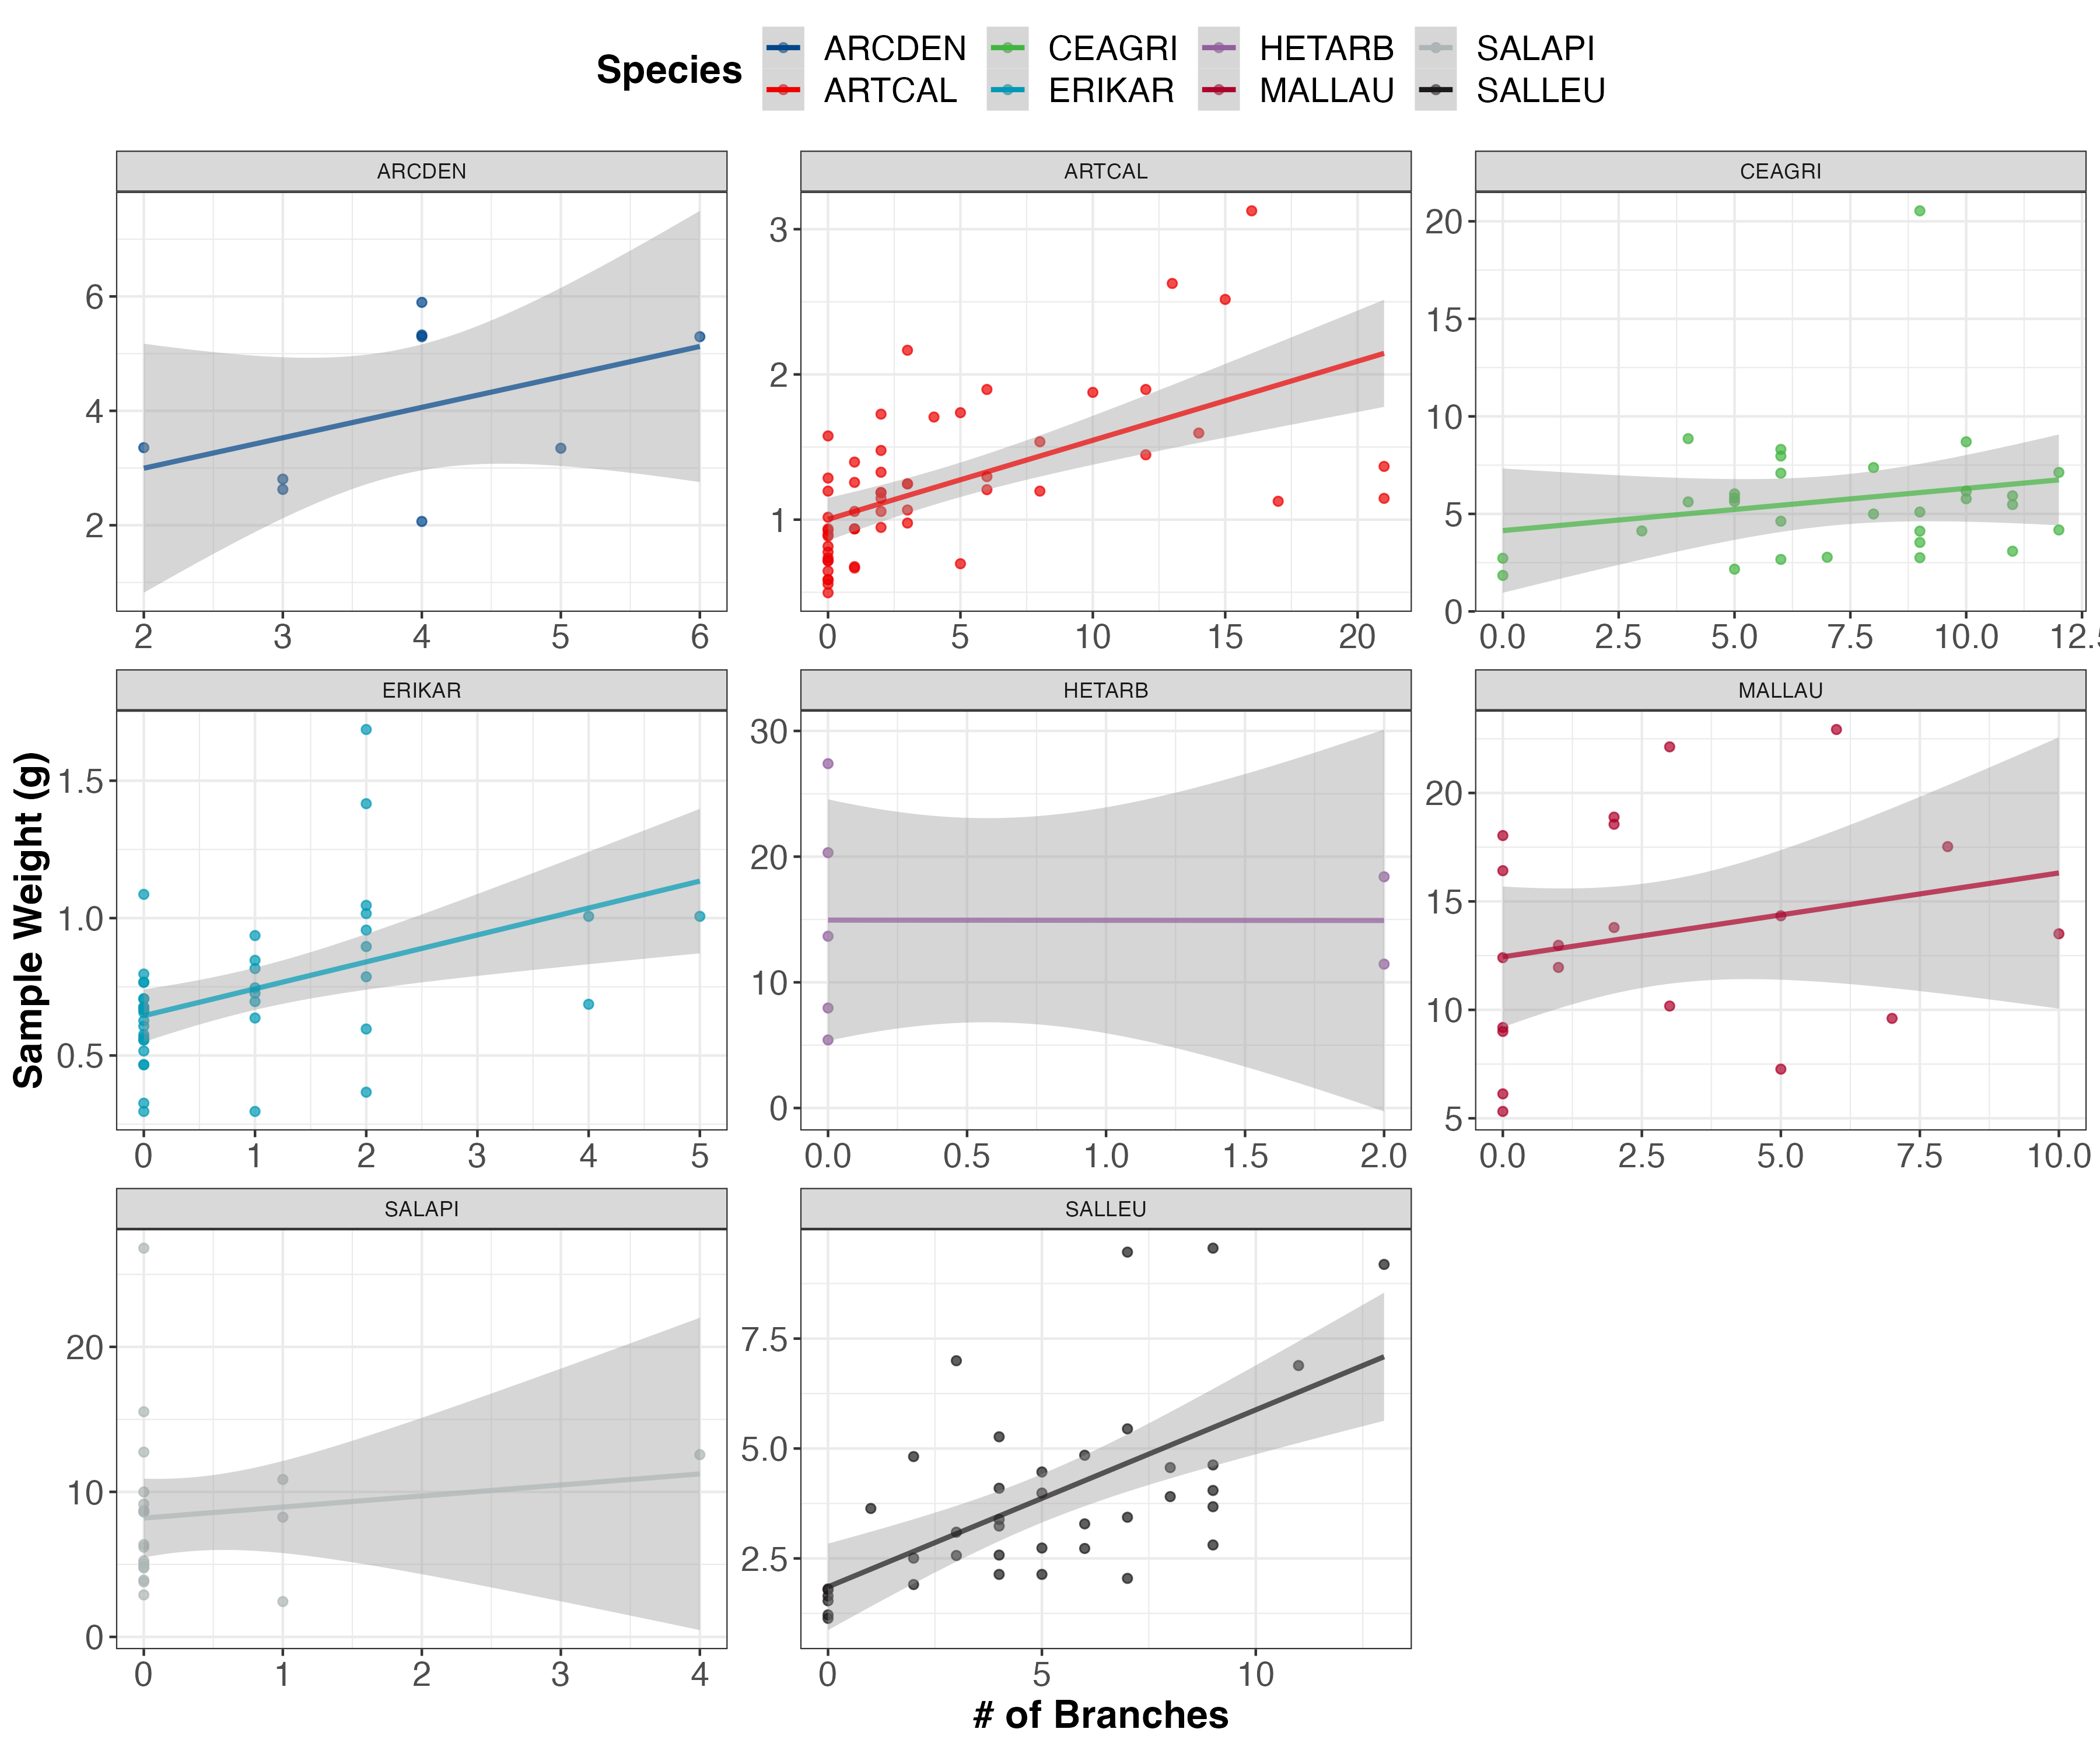 Species ARCDEN CEAGRI HETARB SALAPI
ARTCAL ERIKAR MALLAU SALLEU
ARCDEN ARTCAL CEAGRI
6
4
2
2 3 4 5 6
3
2
1
0 5 10 15 20
20
15
10
5
0
0.0 2.5 5.0 7.5 10.0 12.5
Sample Weight (g)
ERIKAR HETARB MALLAU
1.5
1.0
0.5
0 1 2 3 4 5
30
20
10
0
0.0 0.5 1.0 1.5 2.0
20
15
10
5
0.0 2.5 5.0 7.5 10.0
SALAPI SALLEU
20
10
0
0 1 2 3 4
7.5
5.0
2.5
0 5 10
# of Branches